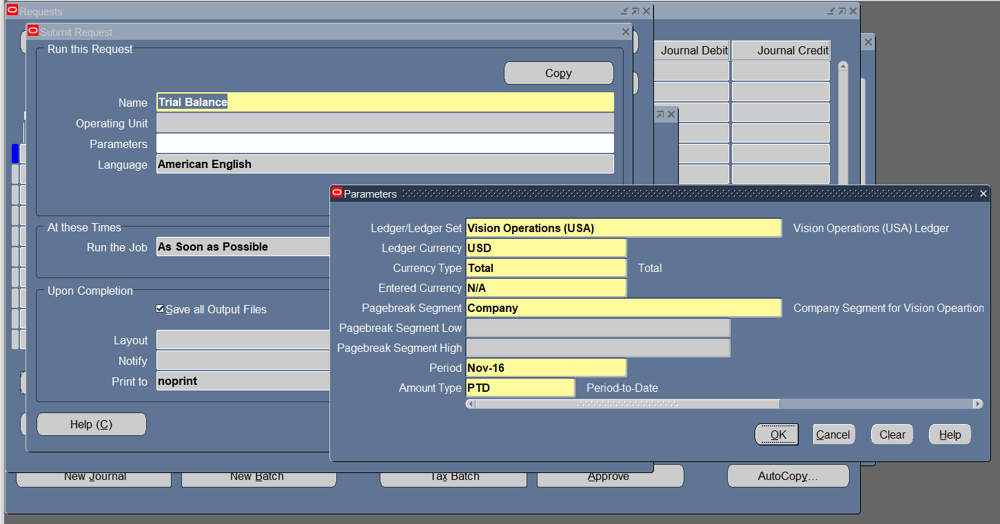 Requests
Submit Request
Run this Request
Copy
Name Trial Balance
Operating Unit
Parameters
Language American English
At these Times
Run the Job As Soon as Possible
Upon Completion
Save all Output Files
Layout
Notify
Print to noprint
Help (C)
Journal Debit Journal Credit
Parameters
Ledger/Ledger Set Vision Operations (USA) Vision Operations (USA) Ledger
Ledger Currency USD
Currency Type Total Total
Entered Currency N/A
Pagebreak Segment Company Company Segment for Vision Opeartion
Pagebreak Segment Low
Pagebreak Segment High
Period Nov-16
Amount Type PTD Period-to-Date
OK Cancel Clear Help
New Journal New Batch Tax Batch Approve AutoCopy...